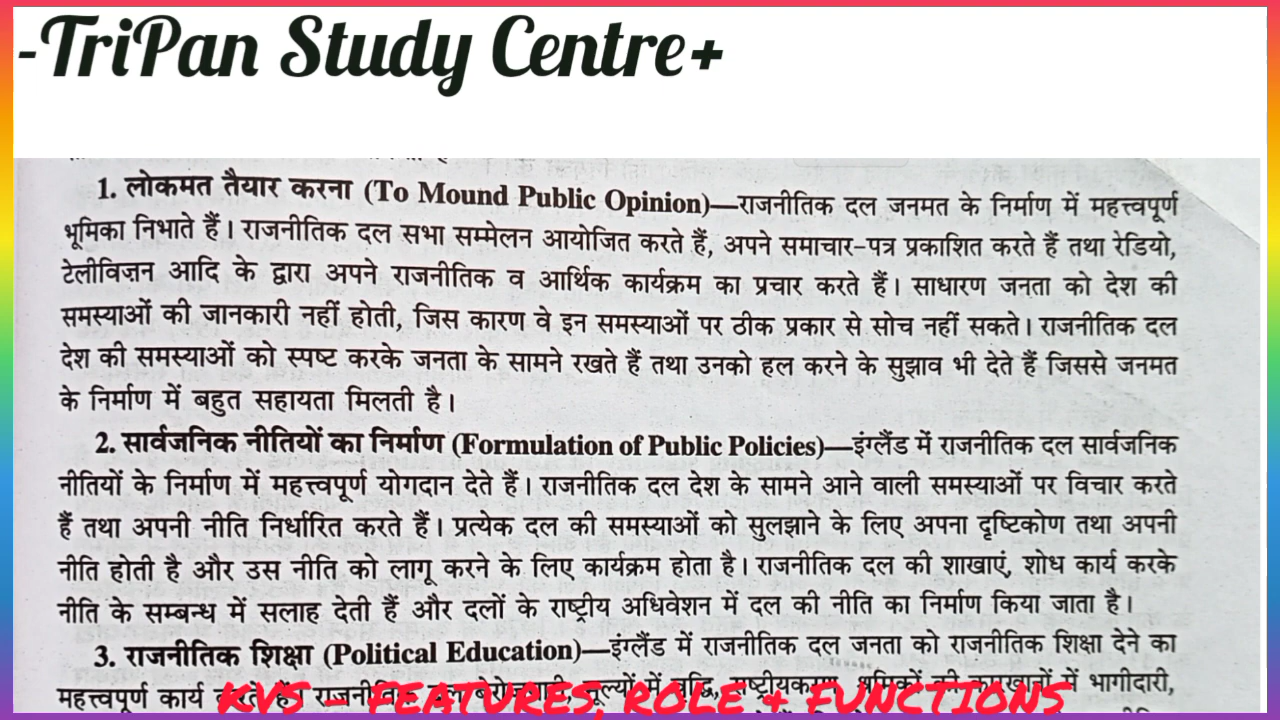 -TriPan Study Centre+
1. लोकमत तैयार करना (To Mound Public Opinion)—राजनीतिक दल जनमत के निर्माण में महत्त्वपूर्ण
भूमिका निभाते हैं। राजनीतिक दल सभा सम्मेलन आयोजित करते हैं, अपने समाचार-पत्र प्रकाशित करते हैं तथा रेडियो,
टेलीविज़न आदि के द्वारा अपने राजनीतिक व आर्थिक कार्यक्रम का प्रचार करते हैं। साधारण जनता को देश की
समस्याओं की जानकारी नहीं होती, जिस कारण वे इन समस्याओं पर ठीक प्रकार से सोच नहीं सकते। राजनीतिक दल
देश की समस्याओं को स्पष्ट करके जनता के सामने रखते हैं तथा उनको हल करने के सुझाव भी देते हैं जिससे जनमत
के निर्माण में बहुत सहायता मिलती है।
2. सार्वजनिक नीतियों का निर्माण (Formulation of Public Policies)—इंग्लैंड में राजनीतिक दल सार्वजनिक
नीतियों के निर्माण में महत्त्वपूर्ण योगदान देते हैं। राजनीतिक दल देश के सामने आने वाली समस्याओं पर विचार करते
हैं तथा अपनी नीति निर्धारित करते हैं। प्रत्येक दल की समस्याओं को सुलझाने के लिए अपना दृष्टिकोण तथा अपनी
नीति होती है और उस नीति को लागू करने के लिए कार्यक्रम होता है। राजनीतिक दल की शाखाएं, शोध कार्य करके
नीति के सम्बन्ध में सलाह देती हैं और दलों के राष्ट्रीय अधिवेशन में दल की नीति का निर्माण किया जाता है।
3. राजनीतिक शिक्षा (Political Education)—इंग्लैंड में राजनीतिक दल जनता को राजनीतिक शिक्षा देने का
महत्त्वपूर्ण कार्य राजनीतिक में वृद्धि, में भागीदारी,
KVS - FEATURES, ROLE + FUNCTIONS